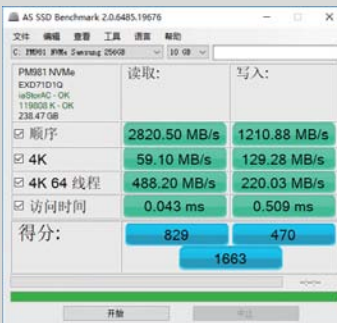 AS SSD Benchmark 2.0.6485.19676
文件 编辑 查看 工具 语言 帮助
C: PM981 NVMe Samsung 256GB 10 GB
PM981 NVMe 读取: 写入:
EXD71D1Q
iaStorAC - OK
119808 K - OK
238.47 GB
顺序 2820.50 MB/s 1210.88 MB/s
4K 59.10 MB/s 129.28 MB/s
4K 64 线程 488.20 MB/s 220.03 MB/s
访问时间 0.043 ms 0.509 ms
得分: 829 470
1663
-:--:--
开始 中止